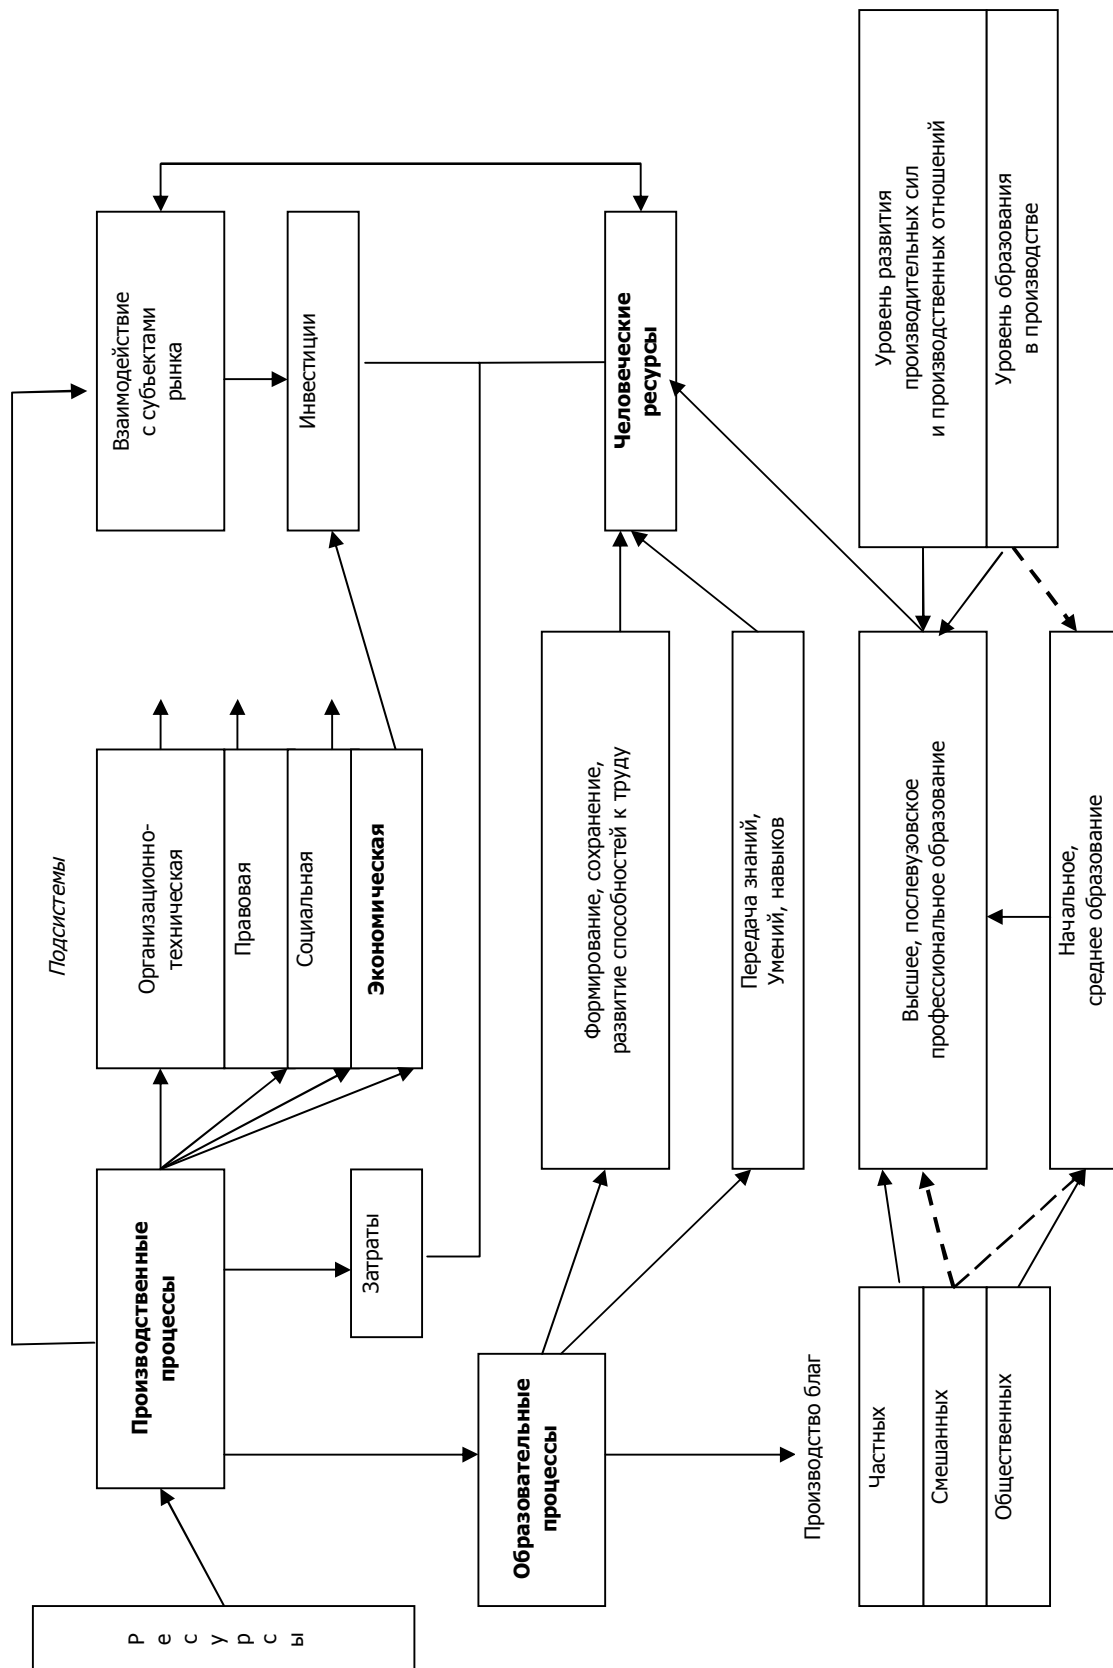 Ресурсы
Производственные
процессы
Затраты
Подсистемы
Организационно-
техническая
Правовая
Социальная
Экономическая
Взаимодействие
с субъектами
рынка
Инвестиции
Образовательные
процессы
Формирование, сохранение,
развитие способностей к труду
Передача знаний,
Умений, навыков
Человеческие
ресурсы
Производство благ
Частных
Смешанных
Общественных
Высшее, послевузовское
профессиональное образование
Начальное,
среднее образование
Уровень развития
производительных сил
и производственных отношений
Уровень образования
в производстве